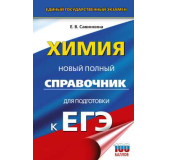 ЕДИНЫЙ ГОСУДАРСТВЕННЫЙ ЭКЗАМЕН
Е. В. Савинкина
ХИМИЯ
НОВЫЙ ПОЛНЫЙ
СПРАВОЧНИК
ДЛЯ ПОДГОТОВКИ
К ЕГЭ
100
БАЛЛОВ